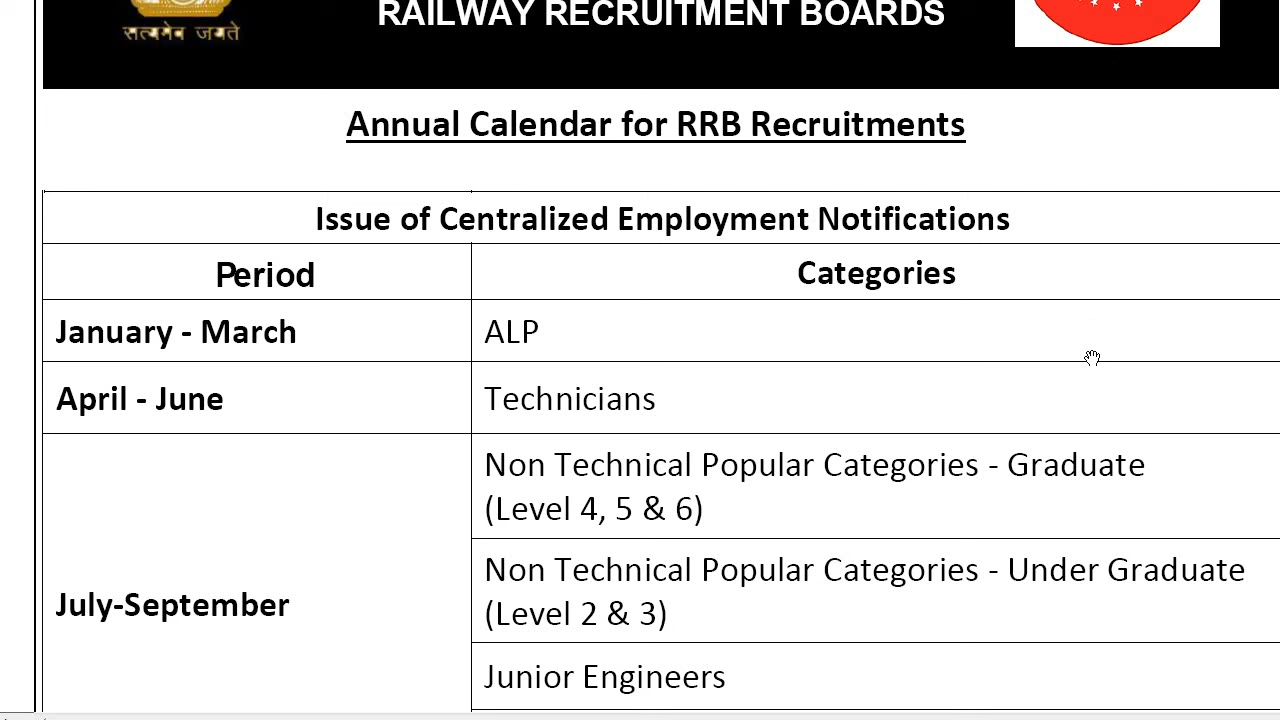 RAILWAY RECRUITMENT BOARDS
सत्यमेव जयते
Annual Calendar for RRB Recruitments
Issue of Centralized Employment Notifications
Period
Categories
January - March
ALP
April - June
Technicians
July-September
Non Technical Popular Categories - Graduate
(Level 4, 5 & 6)
Non Technical Popular Categories - Under Graduate
(Level 2 & 3)
Junior Engineers